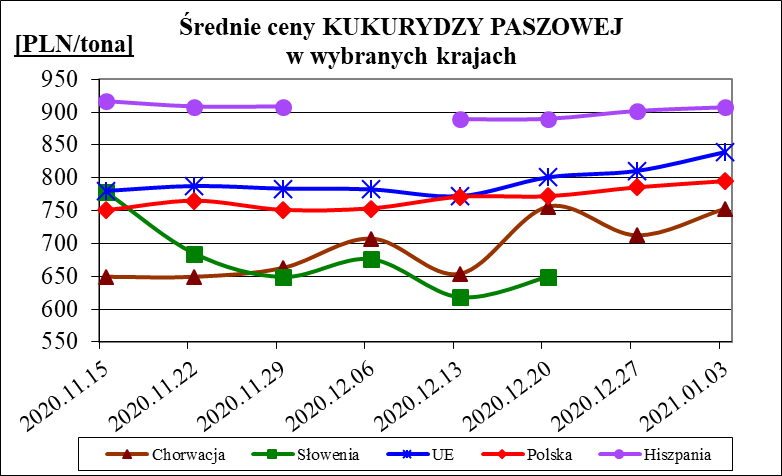 Średnie ceny KUKURYDZY PASZOWEJ
w wybranych krajach
[PLN/tona]
950
900
850
800
750
700
650
600
550
2020.11.15
2020.11.22
2020.11.29
2020.12.06
2020.12.13
2020.12.20
2020.12.27
2021.01.03
Chorwacja
Słowenia
UE
Polska
Hiszpania